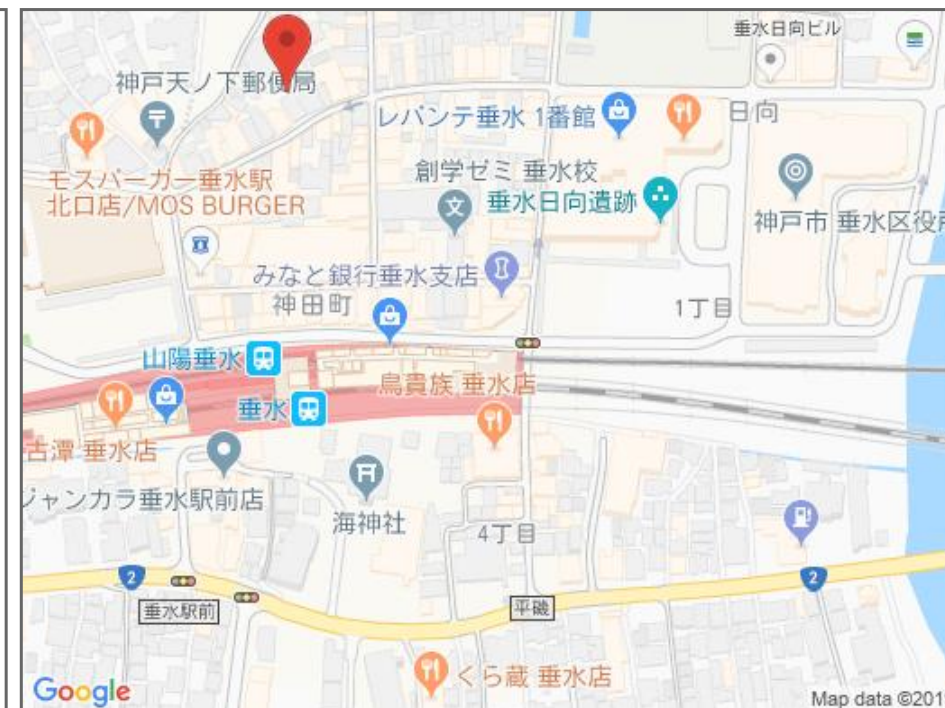 垂水日向ビル
神戸天ノ下郵便局
レバンテ垂水 1番館
日向
モスバーガー垂水駅
北口店/MOS BURGER
創学ゼミ 垂水校
文
垂水日向遺跡
神戸市 垂水区役所
みなと銀行垂水支店
神田町
1丁目
山陽垂水
鳥貴族 垂水店
垂水
古潭 垂水店
ジャンカラ垂水駅前店
海神社
4丁目
2
2
垂水駅前
平磯
くら蔵 垂水店
Google
Map data ©201